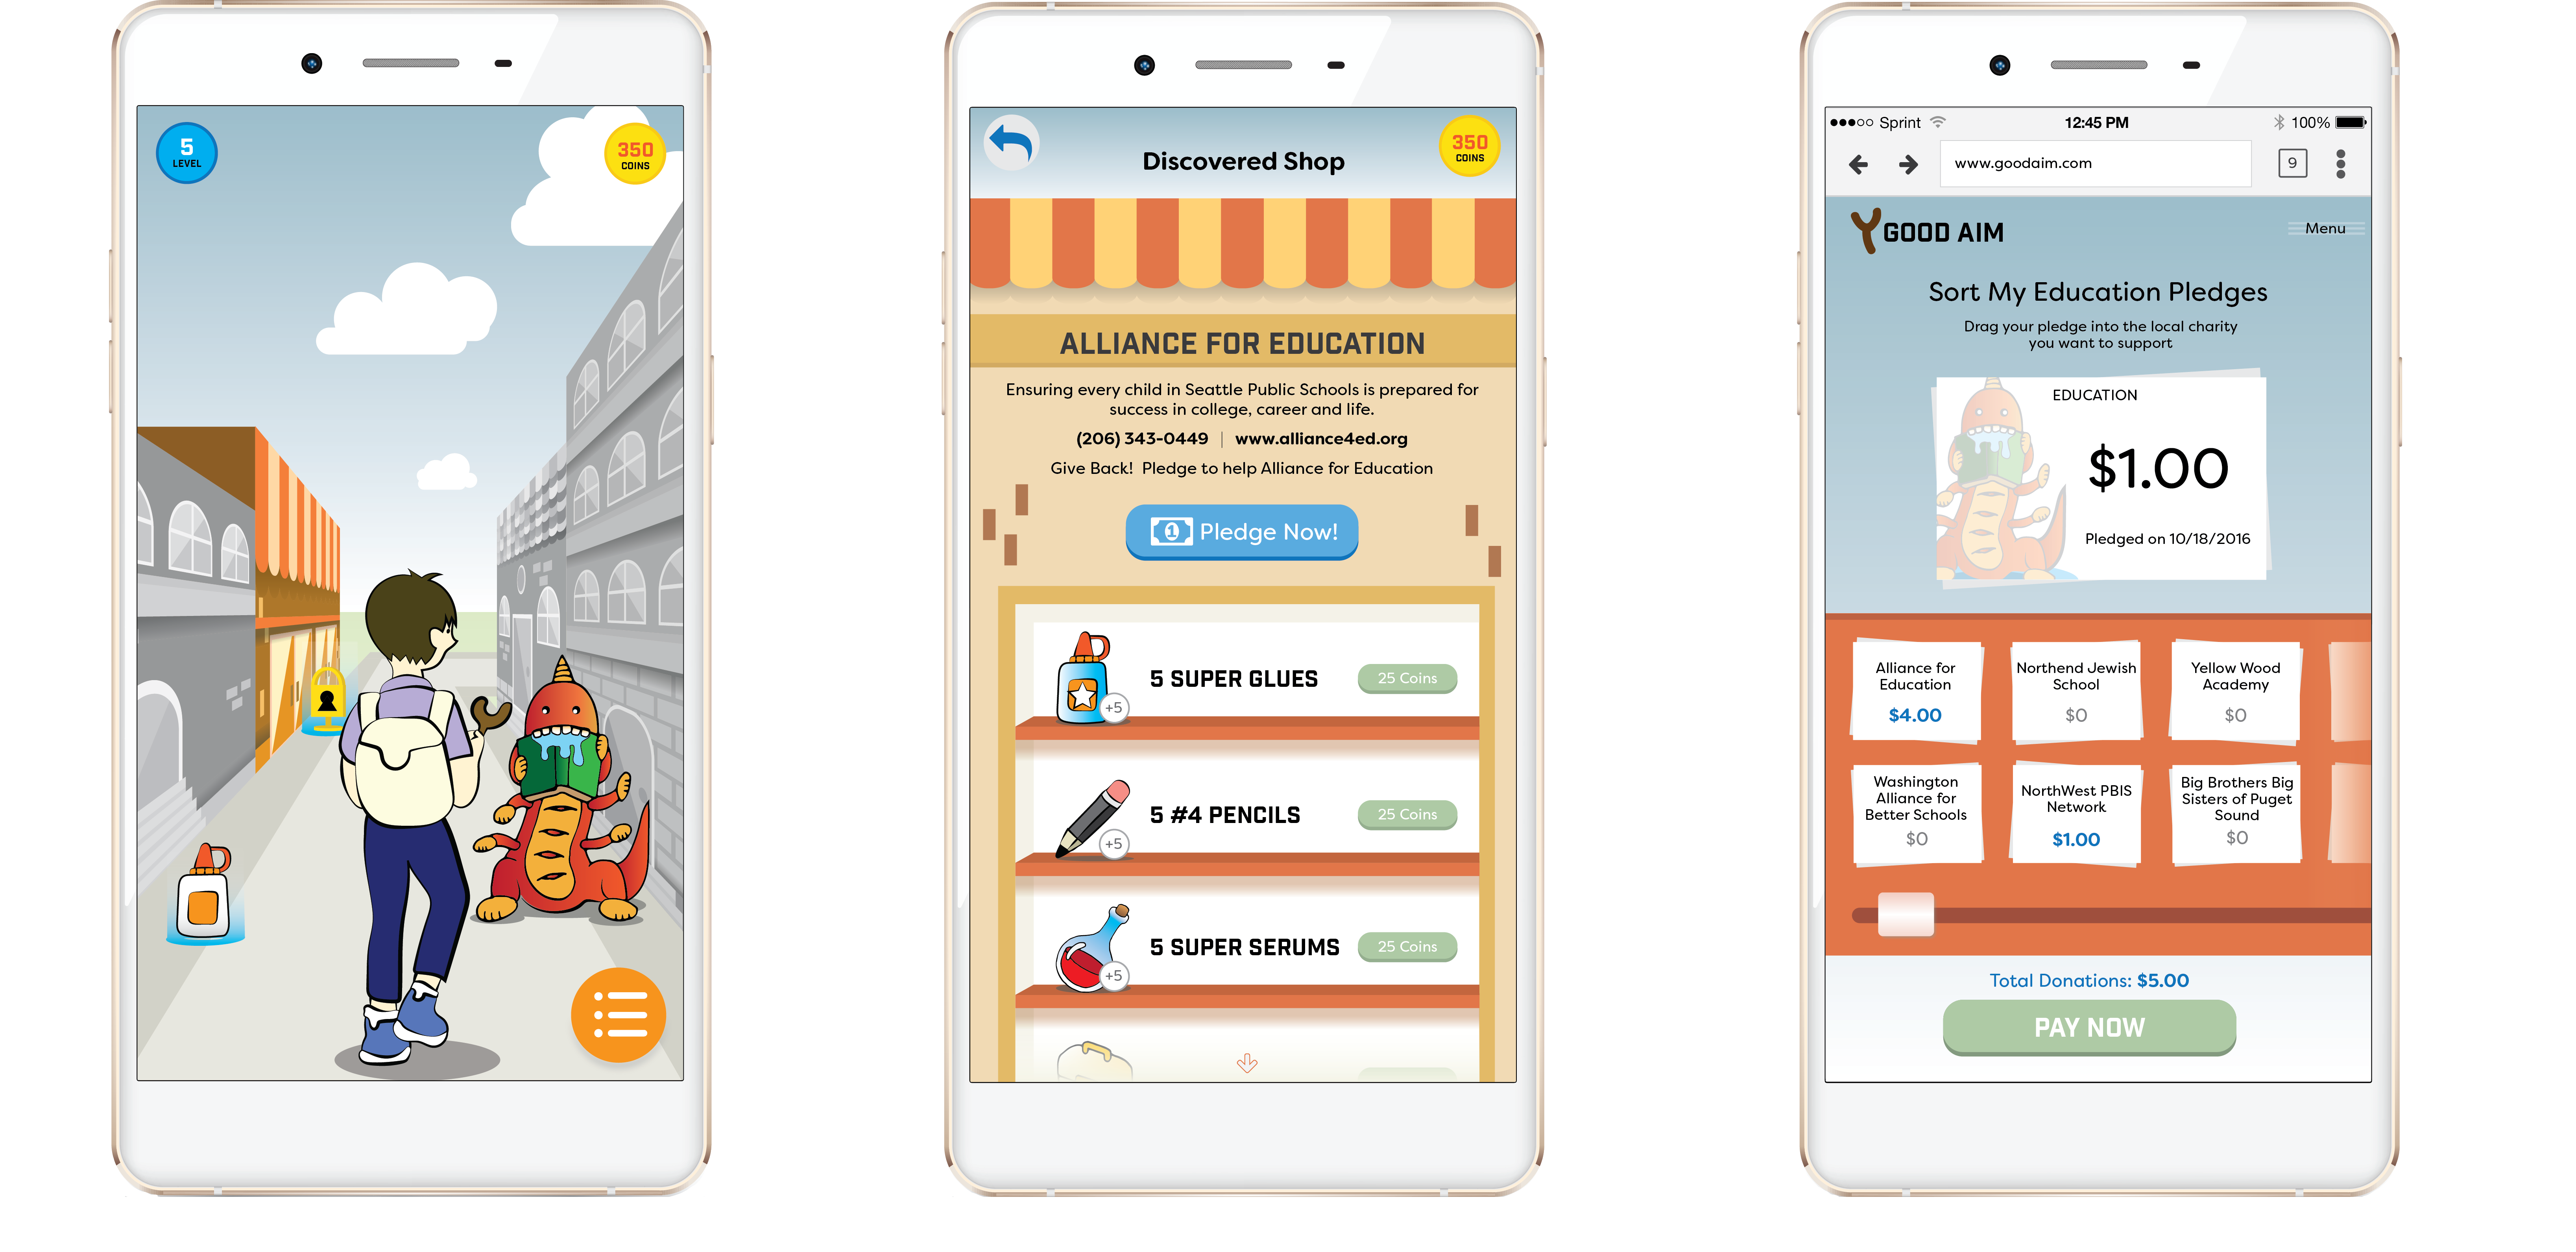 5
LEVEL
350
COINS
Discovered Shop
350
COINS
ALLIANCE FOR EDUCATION
Ensuring every child in Seattle Public Schools is prepared for
success in college, career and life.
(206) 343-0449 | www.alliance4ed.org
Give Back! Pledge to help Alliance for Education
1 Pledge Now!
5 SUPER GLUES
25 Coins
+5
5 #4 PENCILS
25 Coins
+5
5 SUPER SERUMS
25 Coins
+5
Sprint
12:45 PM
100%
www.goodaim.com
9
GOOD AIM
Menu
Sort My Education Pledges
Drag your pledge into the local charity
you want to support
EDUCATION
$1.00
Pledged on 10/18/2016
Alliance for
Education
$4.00
Northend Jewish
School
$0
Yellow Wood
Academy
$0
Washington
Alliance for
Better Schools
$0
NorthWest PBIS
Network
$1.00
Big Brothers Big
Sisters of Puget
Sound
$0
Total Donations: $5.00
PAY NOW